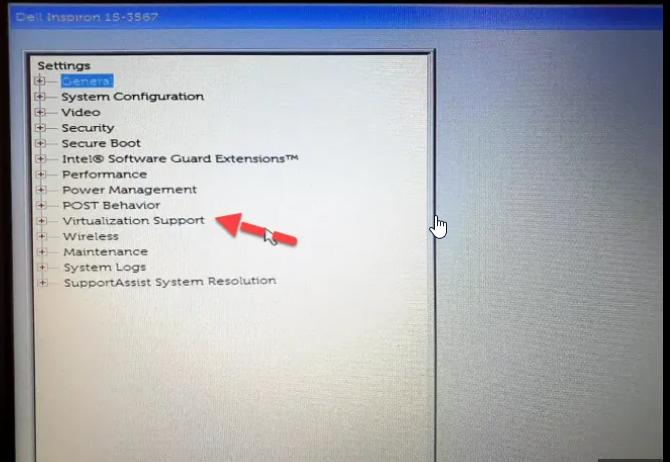 Dell Inspiron 15-3567
Settings
General
System Configuration
Video
Security
Secure Boot
Intel® Software Guard Extensions™
Performance
Power Management
POST Behavior
Virtualization Support
Wireless
Maintenance
System Logs
SupportAssist System Resolution